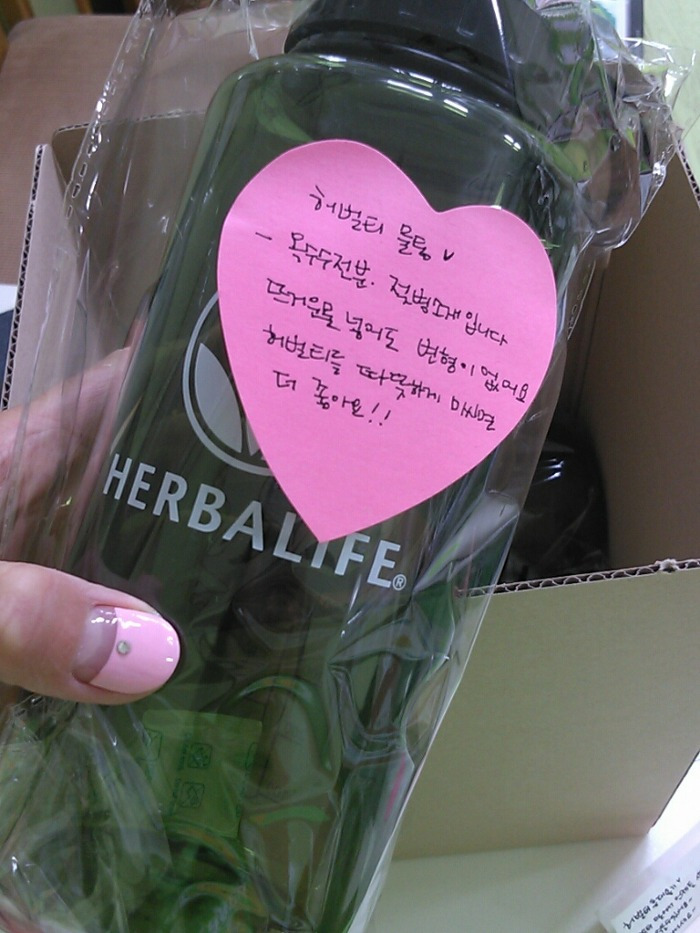 허벌티 물통
- 옥수수전분. 젖병소재입니다
뜨거운물 넣어도 변형이 없어요
허벌티를 따뜻하게 마시면
더 좋아요!!
HERBALIFE®